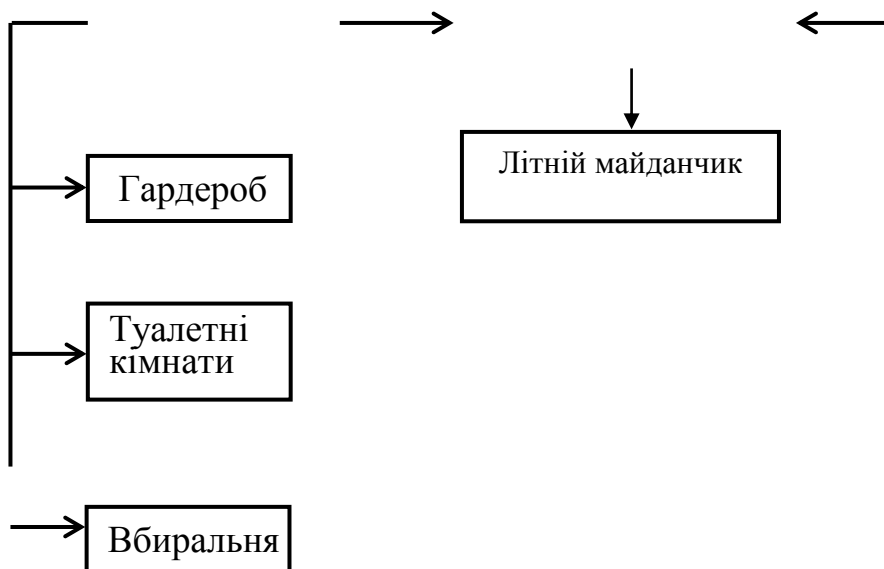 Літній майданчик
Гардероб
Туалетні
кімнати
Вбиральня